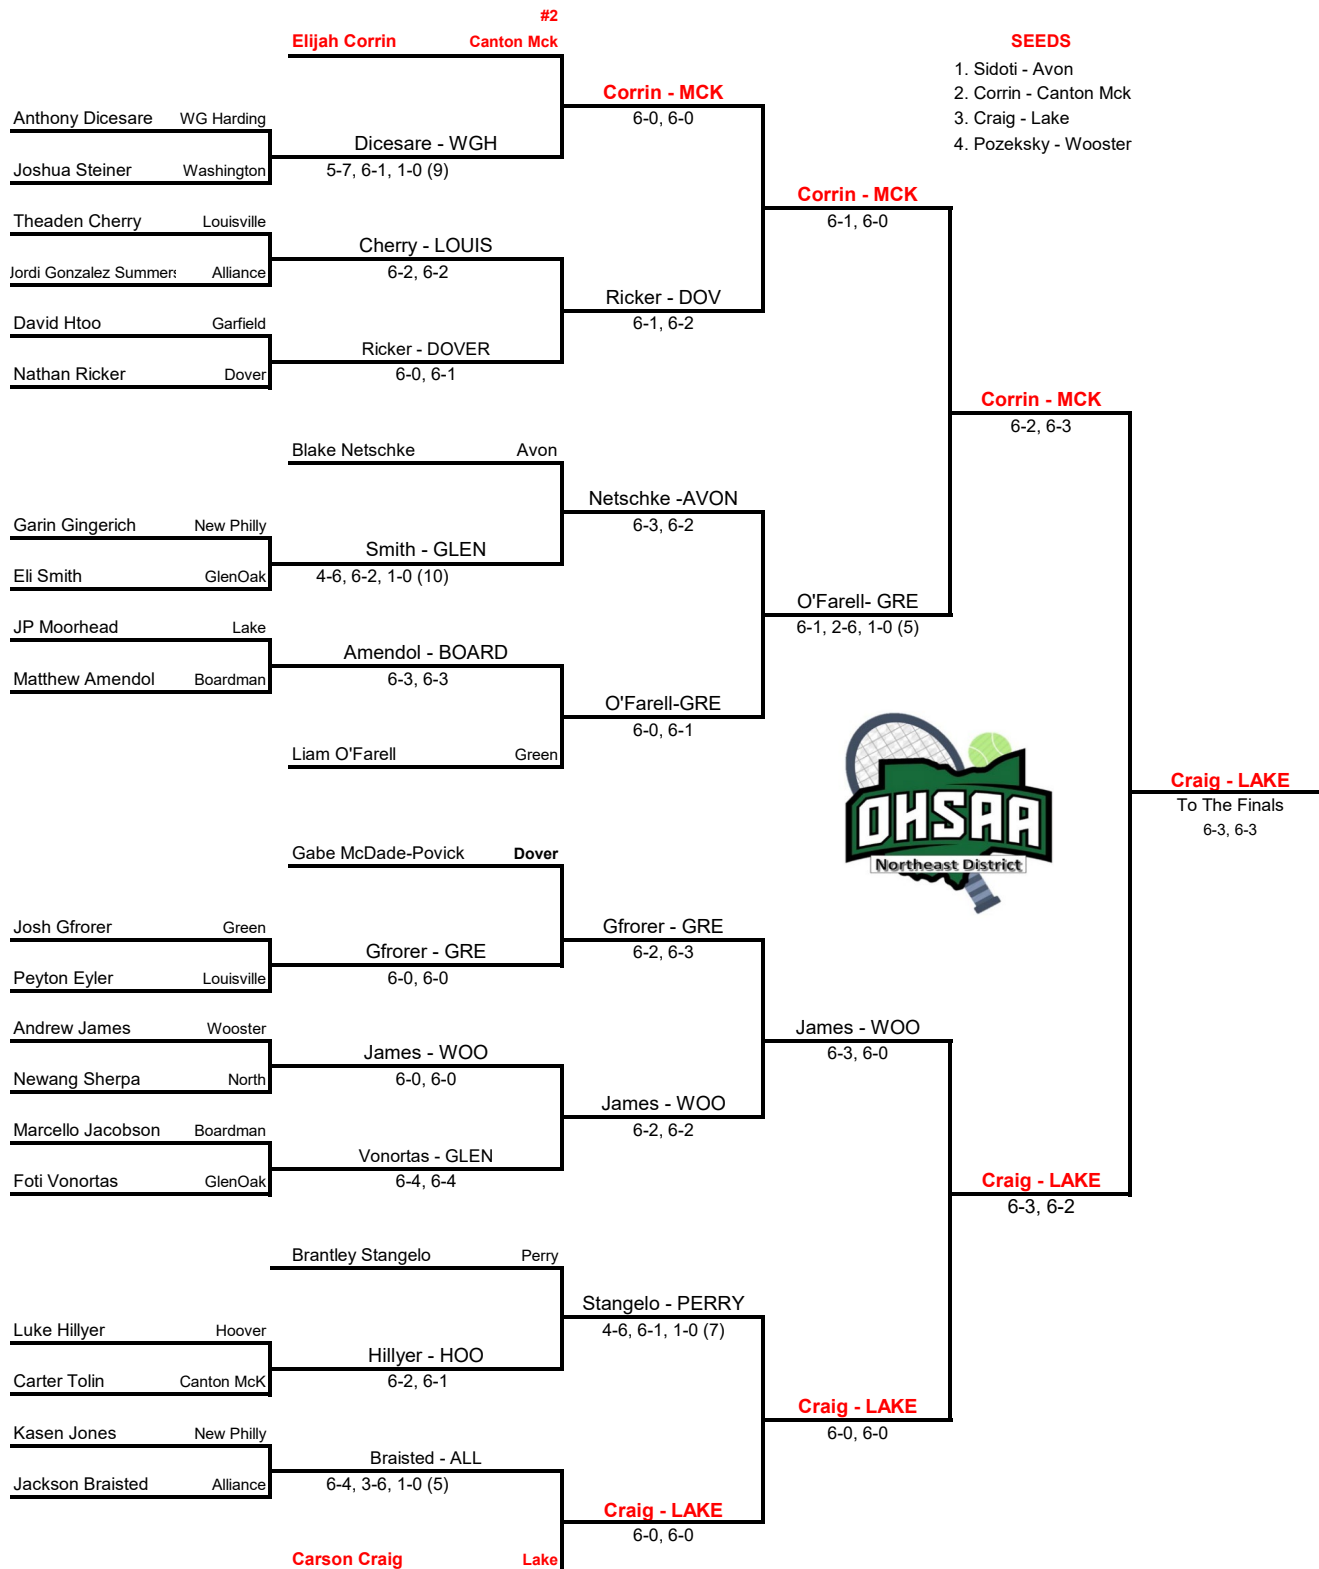 #2
Elijah Corrin Canton Mck
SEEDS
1. Sidoti - Avon
2. Corrin - Canton Mck
3. Craig - Lake
4. Pozeksky - Wooster
Corrin - MCK
6-0, 6-0
Anthony Dicesare WG Harding
Dicesare - WGH
5-7, 6-1, 1-0 (9)
Joshua Steiner Washington
Corrin - MCK
6-1, 6-0
Theaden Cherry Louisville
Cherry - LOUIS
6-2, 6-2
Jordi Gonzalez Summers Alliance
Ricker - DOV
6-1, 6-2
David Htoo Garfield
Ricker - DOVER
6-0, 6-1
Nathan Ricker Dover
Corrin - MCK
6-2, 6-3
Blake Netschke Avon
Netschke -AVON
6-3, 6-2
Garin Gingerich New Philly
Smith - GLEN
4-6, 6-2, 1-0 (10)
Eli Smith GlenOak
O'Farell- GRE
6-1, 2-6, 1-0 (5)
JP Moorhead Lake
Amendol - BOARD
6-3, 6-3
Matthew Amendol Boardman
O'Farell-GRE
6-0, 6-1
Liam O'Farell Green
OHSAA
Northeast District
Craig - LAKE
To The Finals
6-3, 6-3
Gabe McDade-Povick Dover
Gfrorer - GRE
6-2, 6-3
Josh Gfrorer Green
Gfrorer - GRE
6-0, 6-0
Peyton Eyler Louisville
Andrew James Wooster
James - WOO
6-3, 6-0
James - WOO
6-0, 6-0
Newang Sherpa North
James - WOO
6-2, 6-2
Marcello Jacobson Boardman
Vonortas - GLEN
6-4, 6-4
Foti Vonortas GlenOak
Craig - LAKE
6-3, 6-2
Brantley Stangelo Perry
Stangelo - PERRY
4-6, 6-1, 1-0 (7)
Luke Hillyer Hoover
Hillyer - HOO
6-2, 6-1
Carter Tolin Canton McK
Craig - LAKE
6-0, 6-0
Kasen Jones New Philly
Braisted - ALL
6-4, 3-6, 1-0 (5)
Jackson Braisted Alliance
Craig - LAKE
6-0, 6-0
Carson Craig Lake